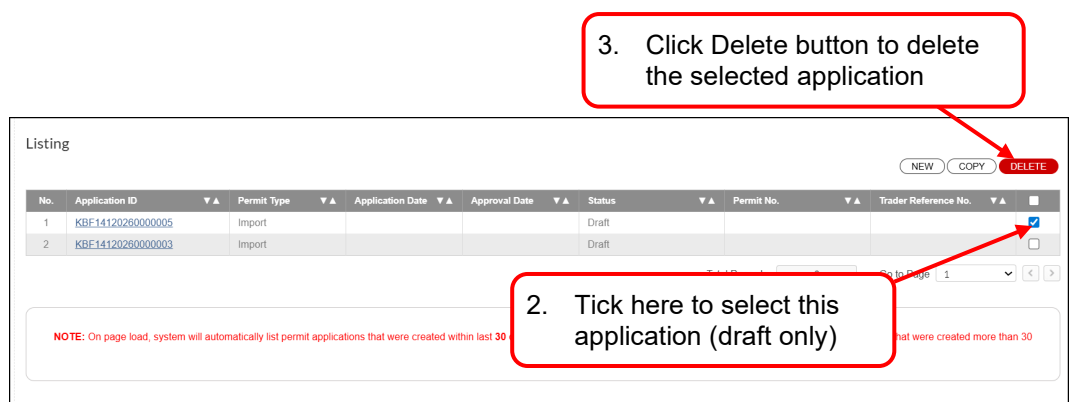 3. Click Delete button to delete
the selected application
Listing
NEW COPY DELETE
No. Application ID ▼▲ Permit Type ▼▲ Application Date ▼▲ Approval Date ▼▲ Status ▼▲ Permit No. ▼▲ Trader Reference No. ▼▲
1 KBF14120260000005 Import Draft
2 KBF14120260000003 Import Draft
Go to Page 1
2. Tick here to select this
application (draft only)
NOTE: On page load, system will automatically list permit applications that were created within last 30
that were created more than 30